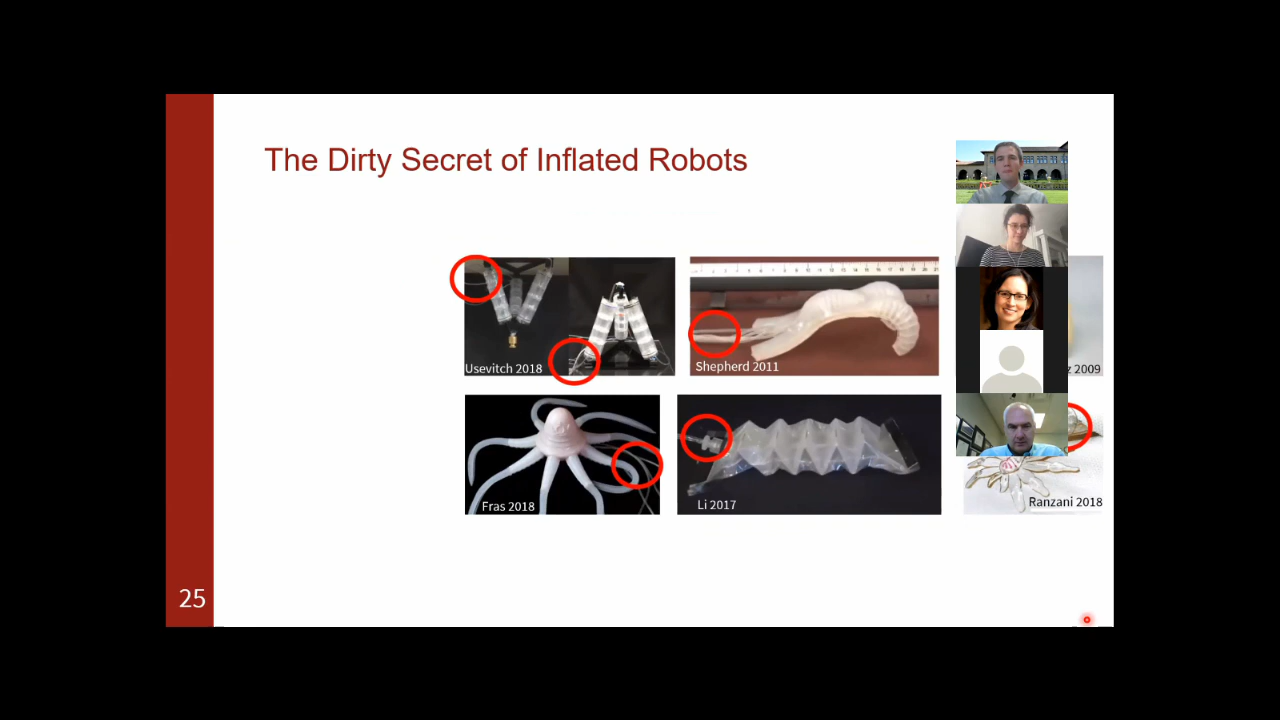 The Dirty Secret of Inflated Robots
Usevitch 2018
Shepherd 2011
z 2009
Fras 2018
Li 2017
Ranzani 2018
25